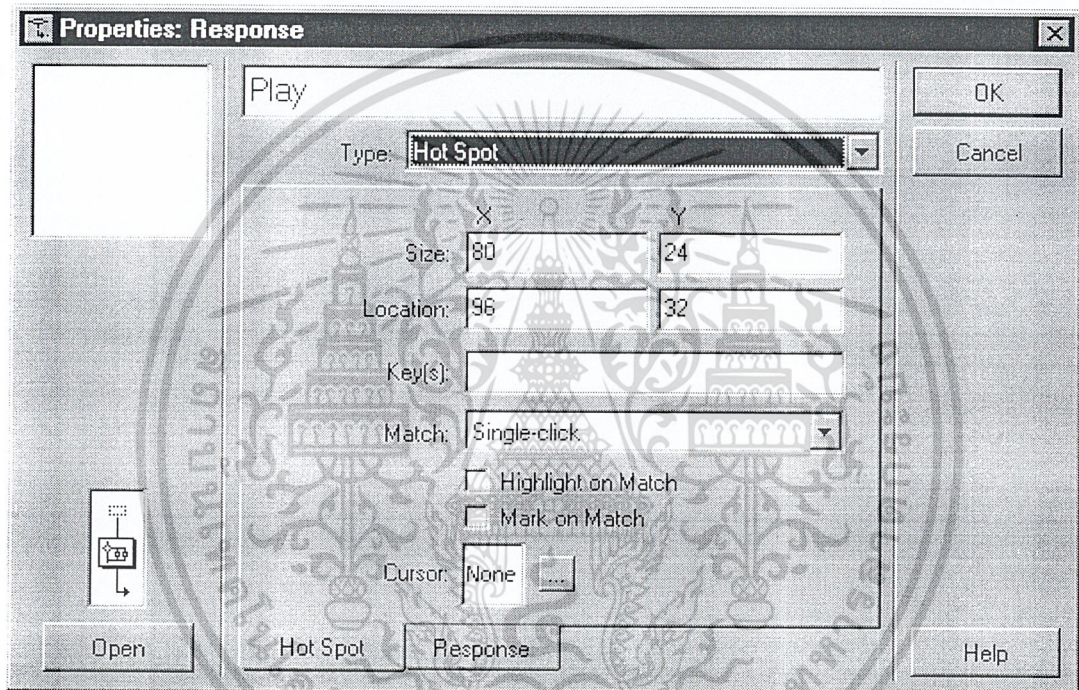 Properties: Response
Play
OK
Type: Hot Spot
Cancel
X Y
Size: 80 24
Location: 96 32
Key(s):
Match: Single-click
Highlight on Match
Mark on Match
Cursor: None ...
Open
Hot Spot Response
Help